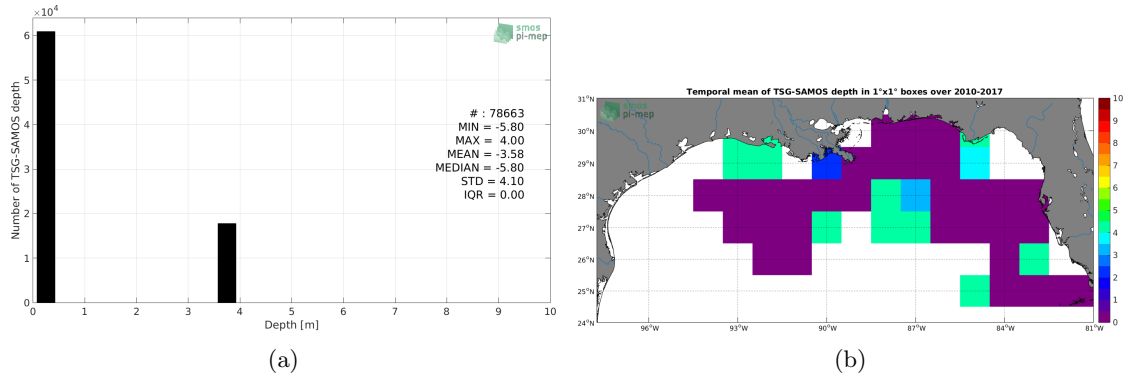 ×10⁴
6
5
4
3
2
1
0
Number of TSG-SAMOS depth
0 1 2 3 4 5 6 7 8 9 10
Depth [m]
smos
pi-mep
# : 78663
MIN = -5.80
MAX = 4.00
MEAN = -3.58
MEDIAN = -5.80
STD = 4.10
IQR = 0.00
(a)
Temporal mean of TSG-SAMOS depth in 1°x1° boxes over 2010-2017
smos
pi-mep
31°N
30°N
29°N
28°N
27°N
26°N
25°N
24°N
96°W 93°W 90°W 87°W 84°W 81°W
10
9
8
7
6
5
4
3
2
1
0
(b)